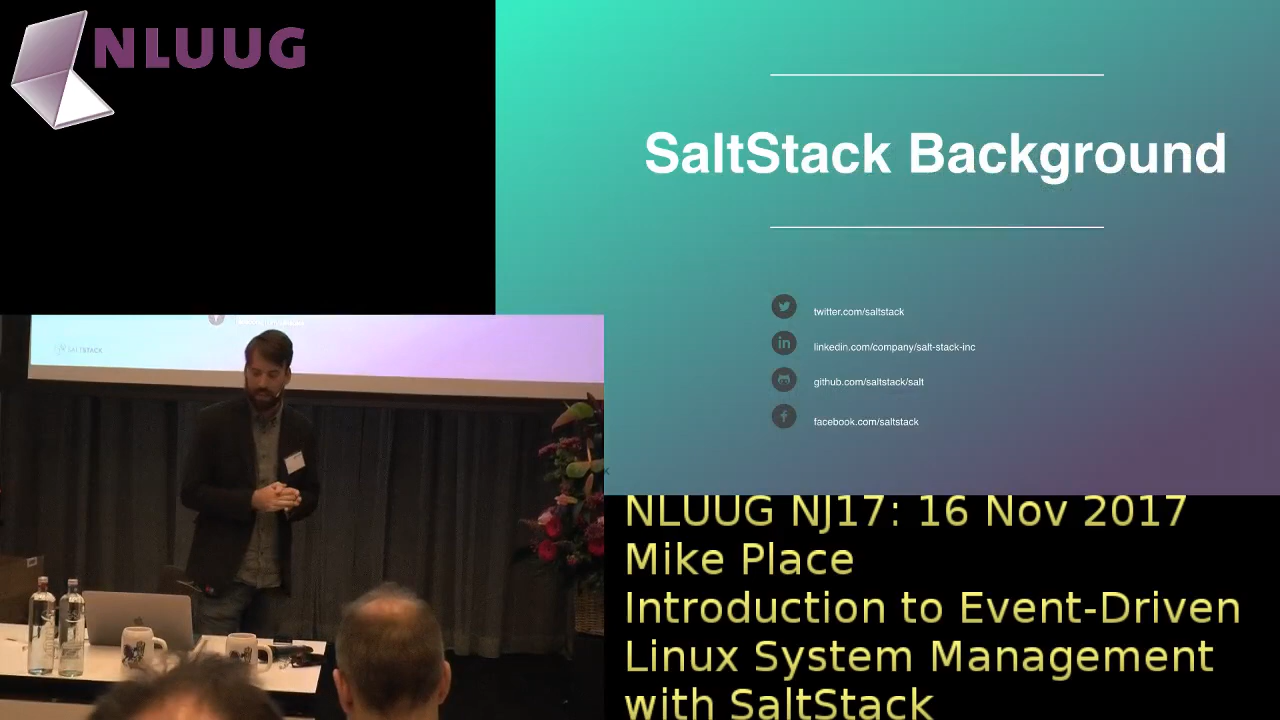 NLUUG
SaltStack Background
twitter.com/saltstack
linkedin.com/company/salt-stack-inc
github.com/saltstack/salt
facebook.com/saltstack
SALTSTACK
NLUUG NJ17: 16 Nov 2017
Mike Place
Introduction to Event-Driven
Linux System Management
with SaltStack